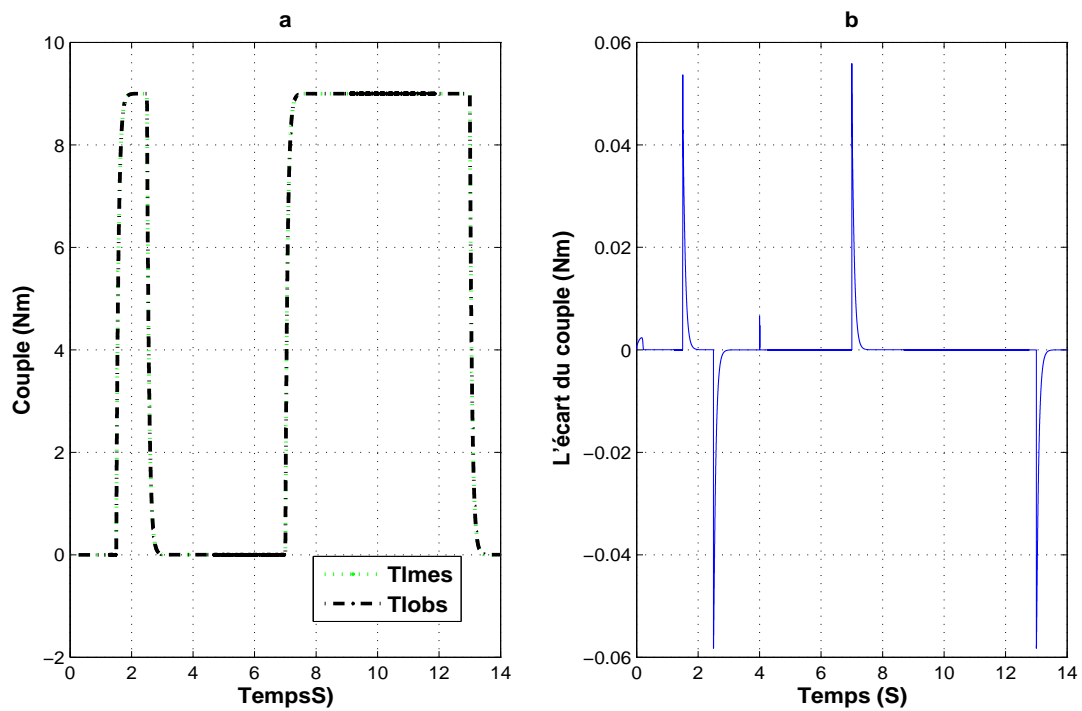 a
10
8
6
4
2
0
−2
Couple (Nm)
0 2 4 6 8 10 12 14
TempsS)
Tlmes
Tlobs
b
0.06
0.04
0.02
0
−0.02
−0.04
−0.06
L'écart du couple (Nm)
0 2 4 6 8 10 12 14
Temps (S)